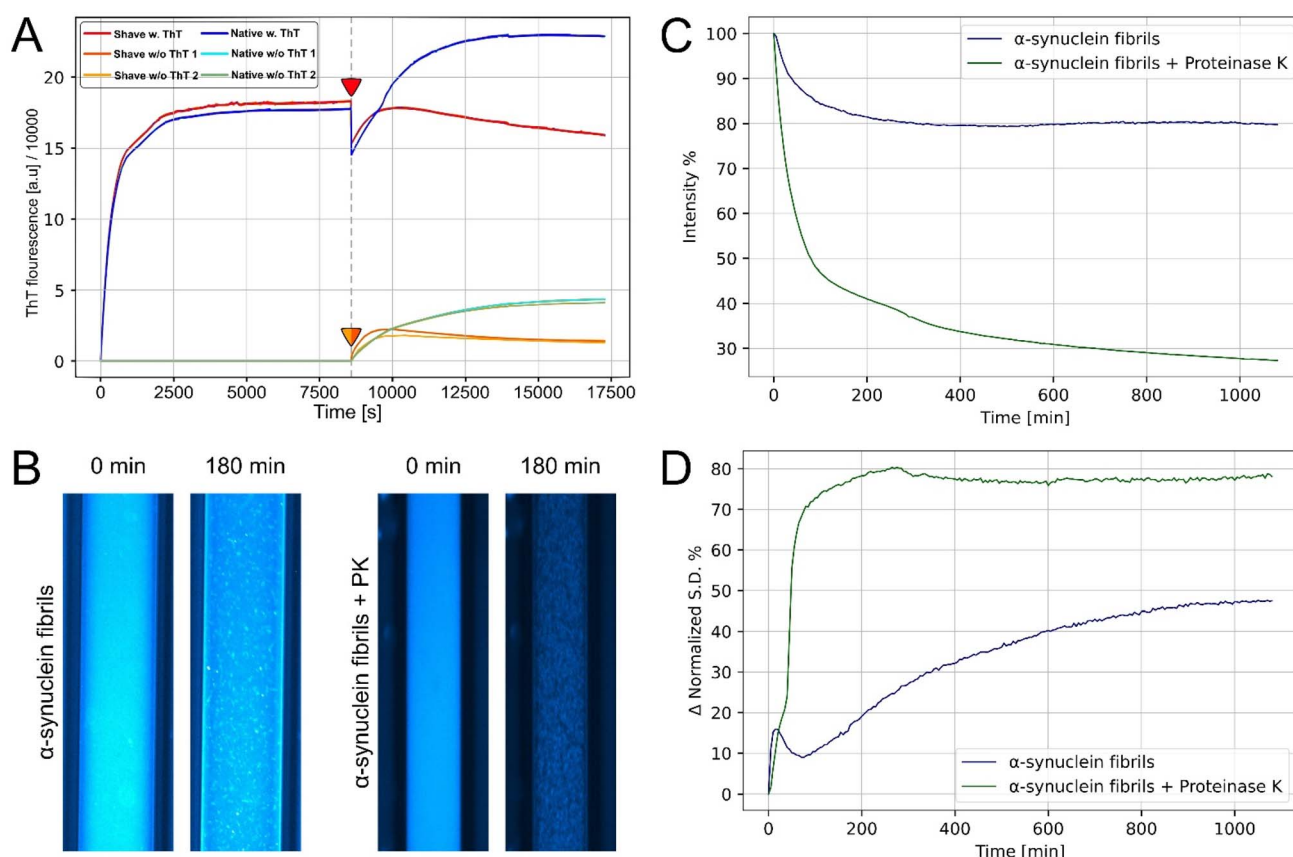 A
Shave w. ThT
Native w. ThT
Shave w/o ThT 1
Native w/o ThT 1
Shave w/o ThT 2
Native w/o ThT 2
ThT flourescence [a.u] / 10000
20
15
10
5
0
0 2500 5000 7500 10000 12500 15000 17500
Time [s]
B
0 min 180 min 0 min 180 min
α-synuclein fibrils
α-synuclein fibrils + PK
C
α-synuclein fibrils
α-synuclein fibrils + Proteinase K
Intensity %
100
90
80
70
60
50
40
30
0 200 400 600 800 1000
Time [min]
D
Δ Normalized S.D. %
80
70
60
50
40
30
20
10
0
α-synuclein fibrils
α-synuclein fibrils + Proteinase K
0 200 400 600 800 1000
Time [min]